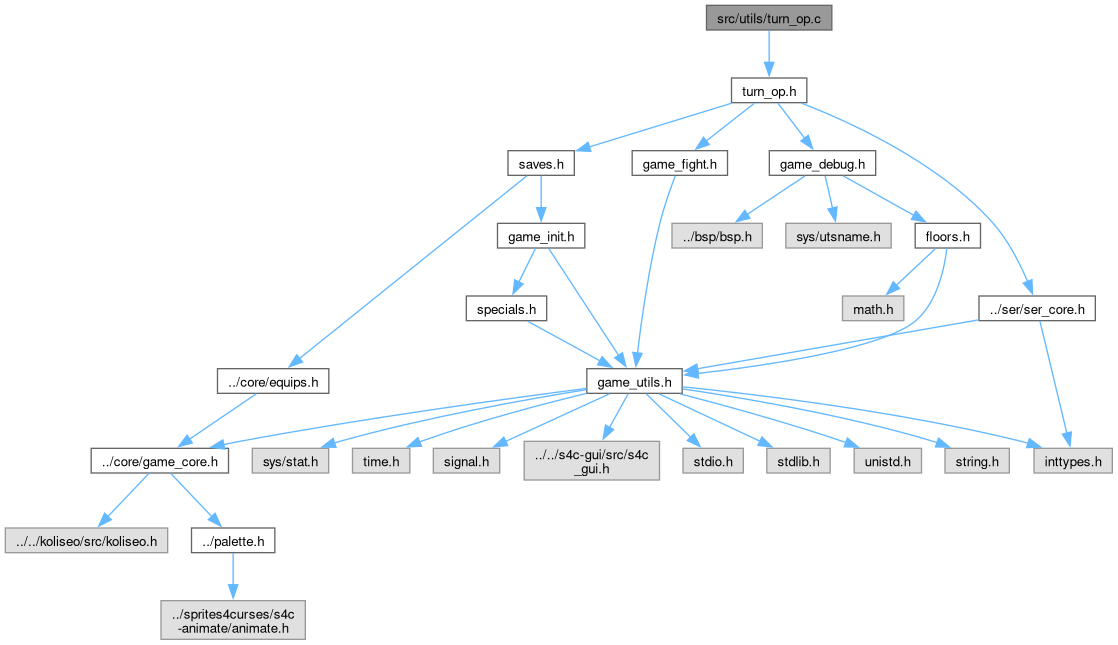 src/utils/turn_op.c
turn_op.h
saves.h
game_fight.h
game_debug.h
game_init.h
../bsp/bsp.h
sys/utsname.h
floors.h
specials.h
math.h
../ser/ser_core.h
../core/equips.h
game_utils.h
../core/game_core.h
sys/stat.h
time.h
signal.h
../../s4c-gui/src/s4c
_gui.h
stdio.h
stdlib.h
unistd.h
string.h
inttypes.h
../../koliseo/src/koliseo.h
../palette.h
../sprites4curses/s4c
-animate/animate.h